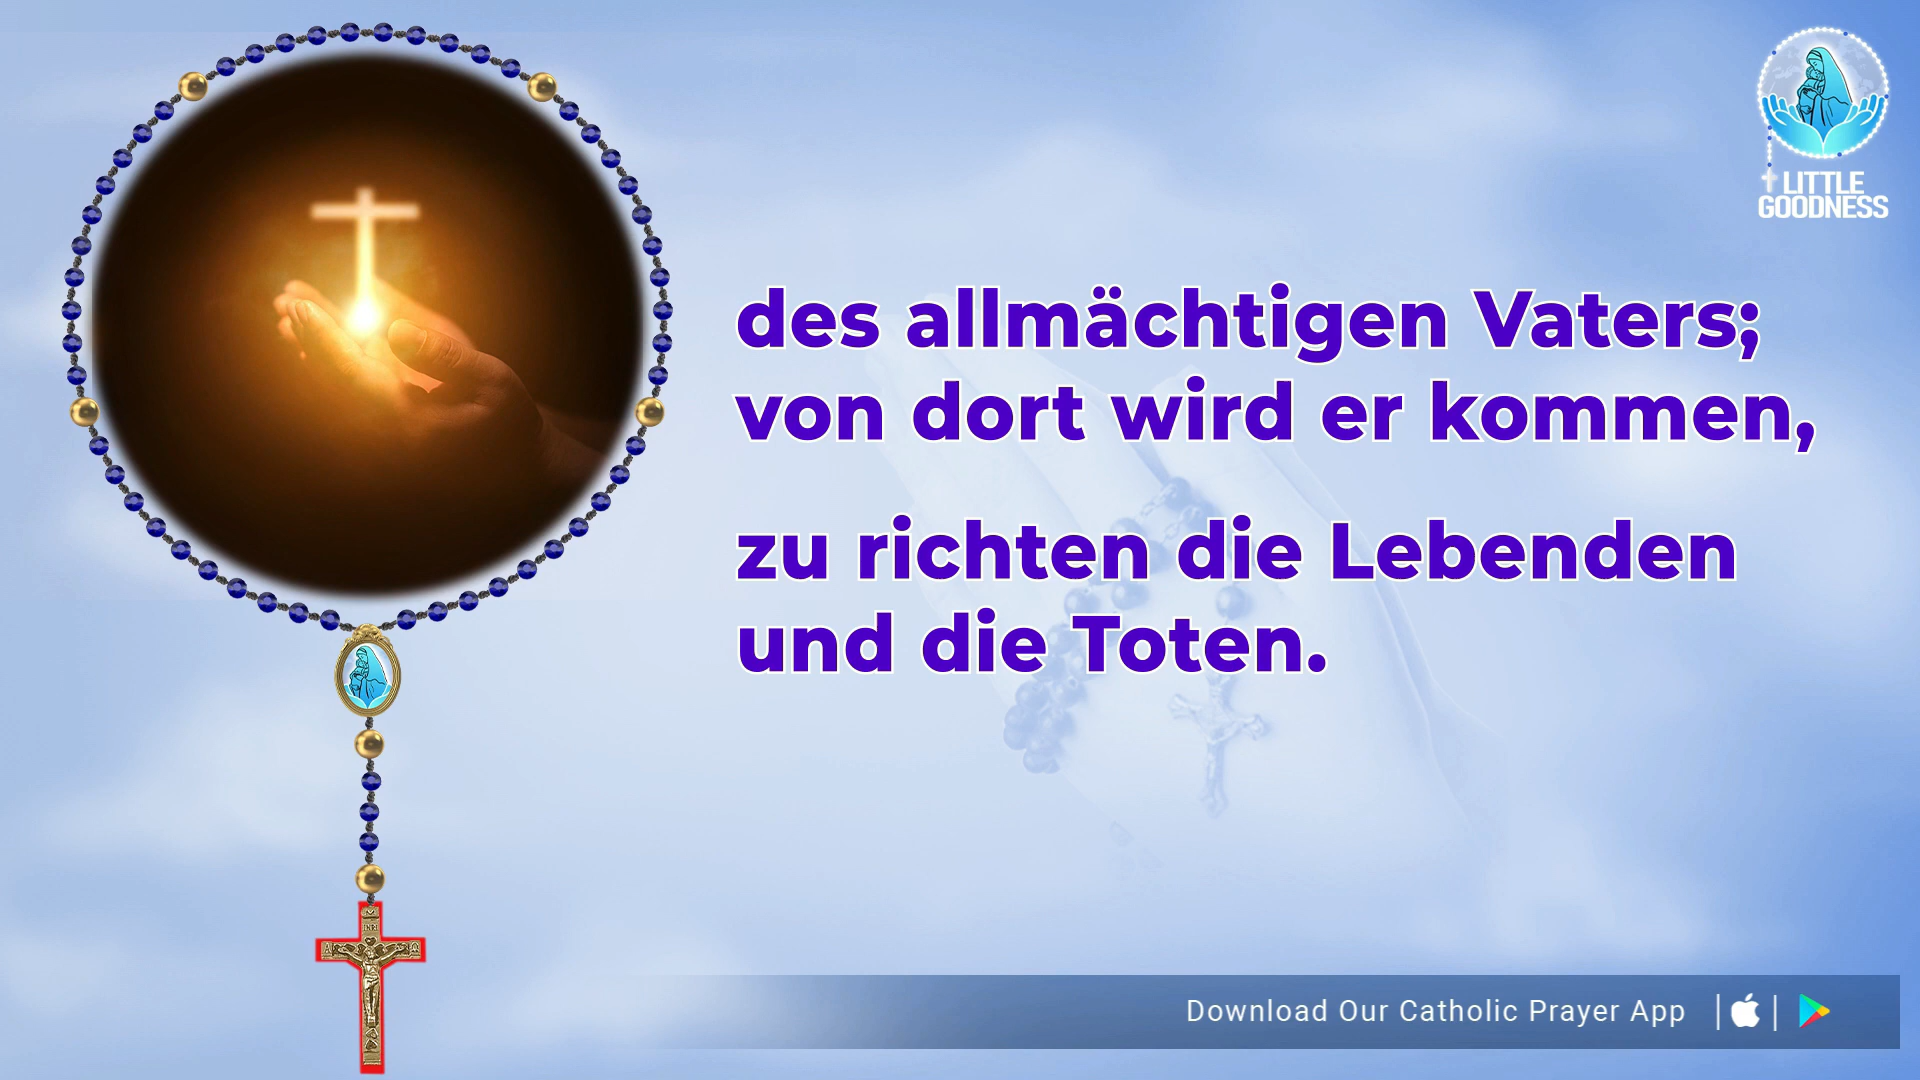 LITTLE
GOODNESS
des allmächtigen Vaters;
von dort wird er kommen,
zu richten die Lebenden
und die Toten.
INRI
Download Our Catholic Prayer App